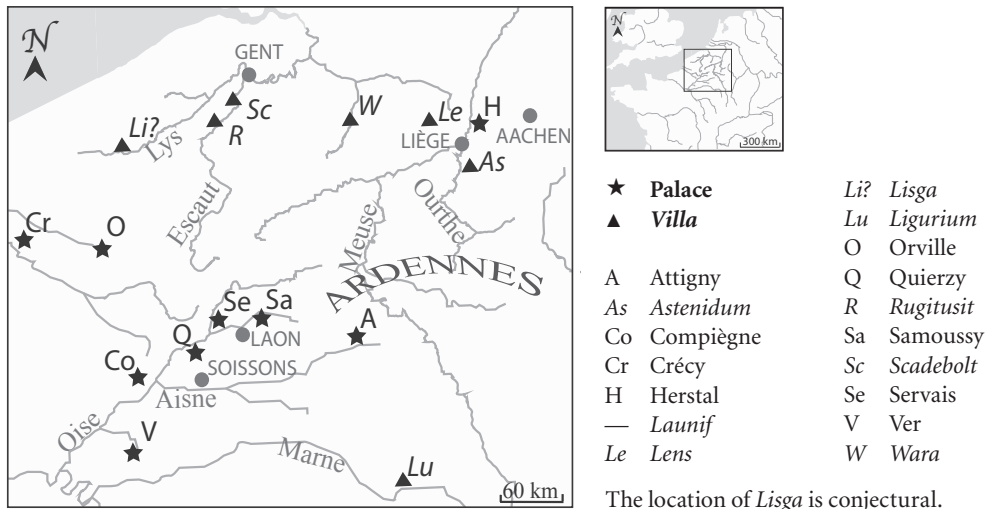 N
GENT
Sc
R
W
Le
H
AACHEN
LIÈGE
As
Li?
Lys
Escaut
Ourthe
Meuse
Cr
O
ARDENNES
Se
Sa
A
Q
LAON
Co
SOISSONS
Aisne
Oise
V
Marne
Lu
60 km
N
300 km
★ Palace
▲ Villa
A Attigny
As Astenidum
Co Compiègne
Cr Crécy
H Herstal
— Launif
Le Lens
Li? Lisga
Lu Ligurium
O Orville
Q Quierzy
R Rugitusit
Sa Samoussy
Sc Scadebolt
Se Servais
V Ver
W Wara
The location of Lisga is conjectural.